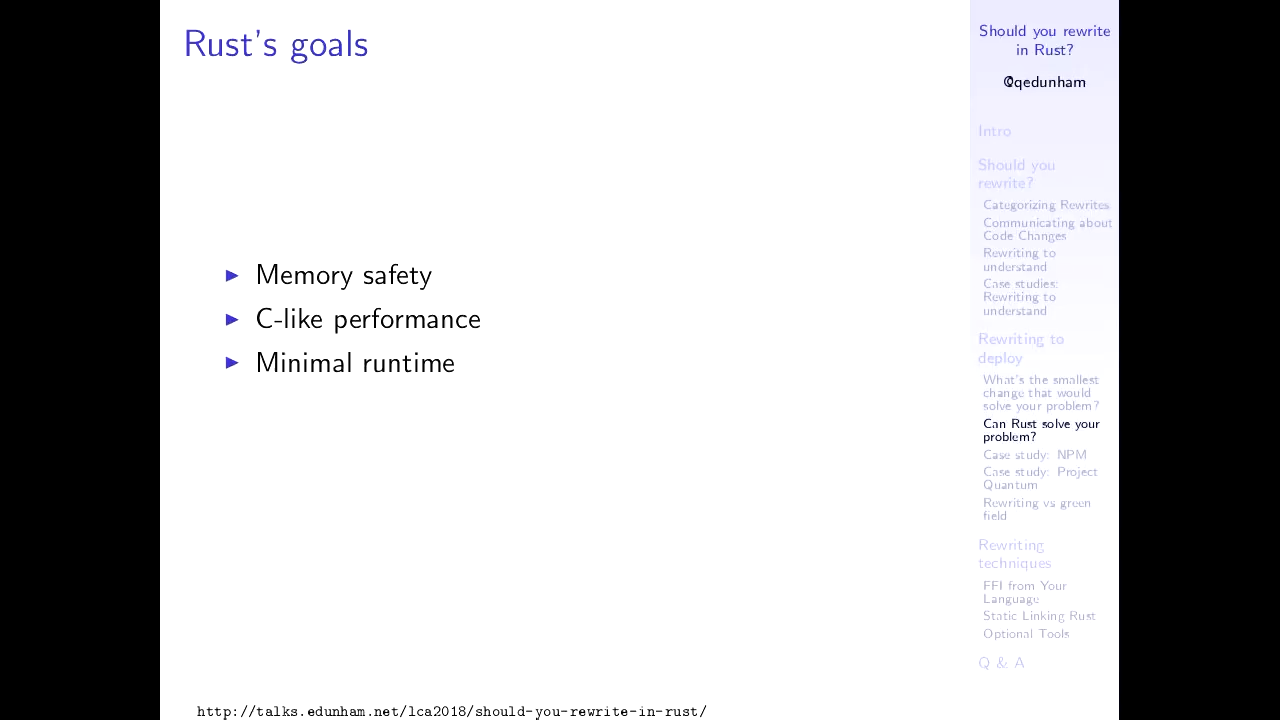 Rust's goals
Memory safety
C-like performance
Minimal runtime
http://talks.edunham.net/lca2018/should-you-rewrite-in-rust/
Should you rewrite
in Rust?
@qedunham
Intro
Should you
rewrite?
Categorizing Rewrites
Communicating about
Code Changes
Rewriting to
understand
Case studies:
Rewriting to
understand
Rewriting to
deploy
What's the smallest
change that would
solve your problem?
Can Rust solve your
problem?
Case study: NPM
Case study: Project
Quantum
Rewriting vs green
field
Rewriting
techniques
FFI from Your
Language
Static Linking Rust
Optional Tools
Q & A